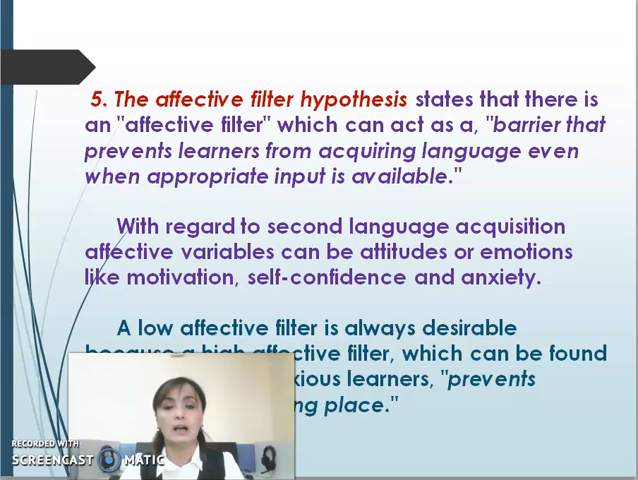 5. The affective filter hypothesis states that there is
an "affective filter" which can act as a, "barrier that
prevents learners from acquiring language even
when appropriate input is available."
With regard to second language acquisition
affective variables can be attitudes or emotions
like motivation, self-confidence and anxiety.
A low affective filter is always desirable
because a high affective filter, which can be found
xious learners, "prevents
ng place."
RECORDED WITH
SCREENCAST MATIC